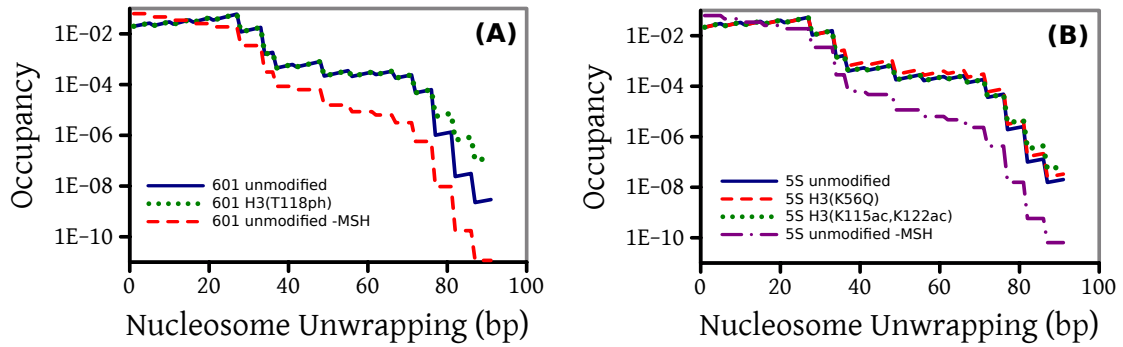 (A)
Occupancy
1E−02
1E−04
1E−06
1E−08
1E−10
601 unmodified
601 H3(T118ph)
601 unmodified -MSH
0 20 40 60 80 100
Nucleosome Unwrapping (bp)
(B)
Occupancy
1E−02
1E−04
1E−06
1E−08
1E−10
5S unmodified
5S H3(K56Q)
5S H3(K115ac,K122ac)
5S unmodified -MSH
0 20 40 60 80 100
Nucleosome Unwrapping (bp)